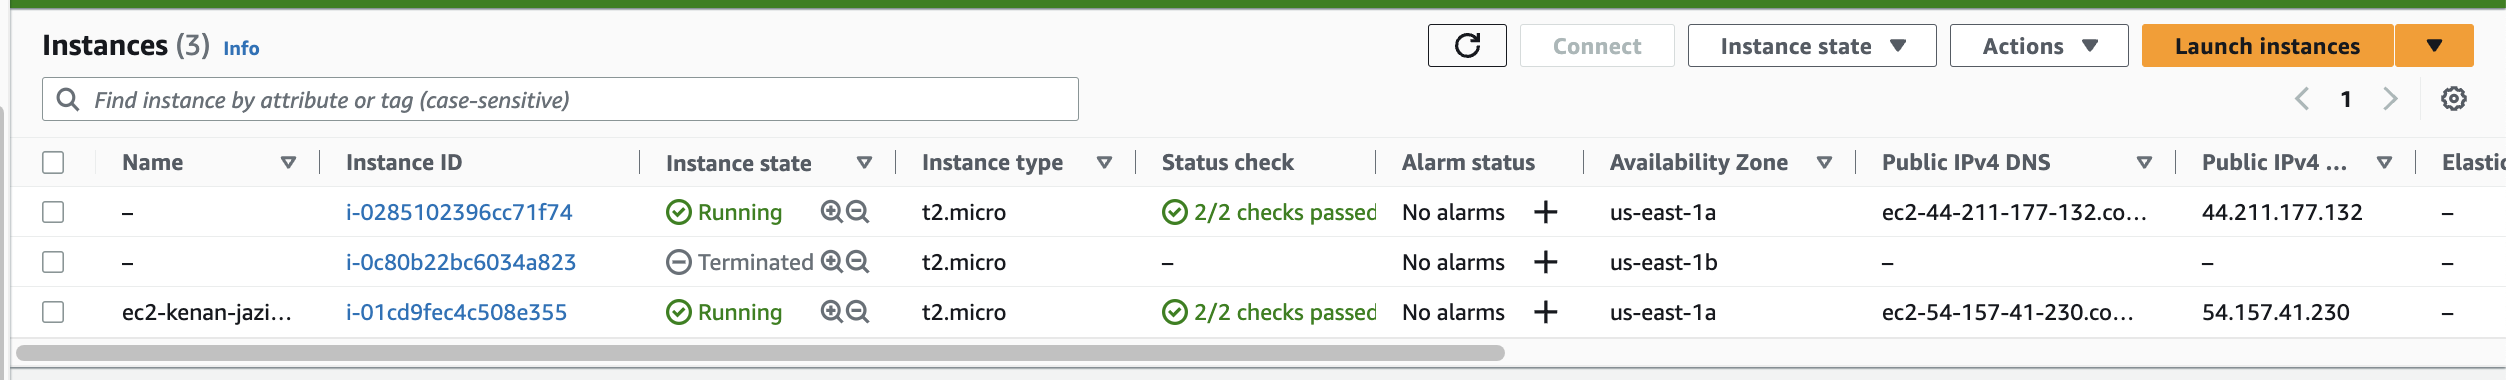 Instances (3) Info
Connect Instance state Actions Launch instances
Find instance by attribute or tag (case-sensitive)
1
Name Instance ID Instance state Instance type Status check Alarm status Availability Zone Public IPv4 DNS Public IPv4 ... Elastic
– i-0285102396cc71f74 Running t2.micro 2/2 checks passed No alarms + us-east-1a ec2-44-211-177-132.co... 44.211.177.132 –
– i-0c80b22bc6034a823 Terminated t2.micro – No alarms + us-east-1b – – –
ec2-kenan-jazi... i-01cd9fec4c508e355 Running t2.micro 2/2 checks passed No alarms + us-east-1a ec2-54-157-41-230.co... 54.157.41.230 –